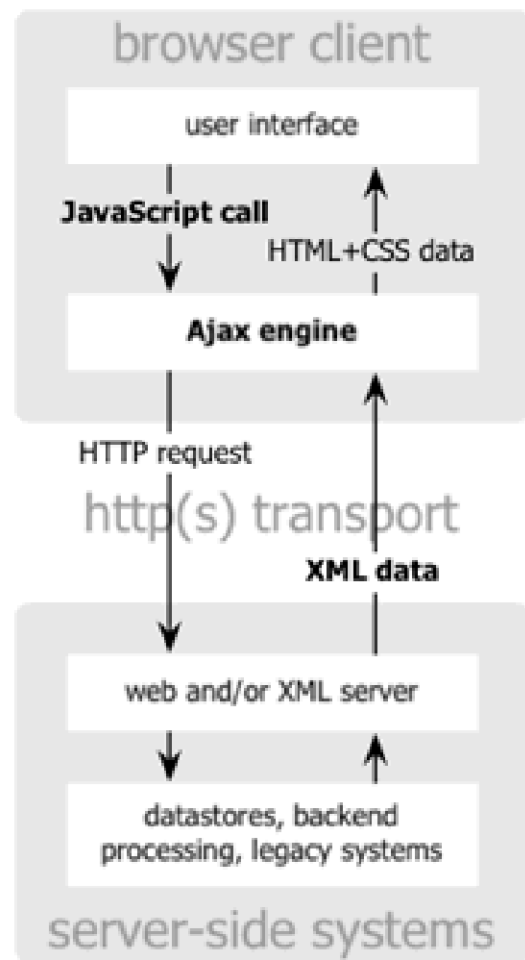 browser client
user interface
JavaScript call
HTML+CSS data
Ajax engine
HTTP request
http(s) transport
XML data
web and/or XML server
datastores, backend
processing, legacy systems
server-side systems